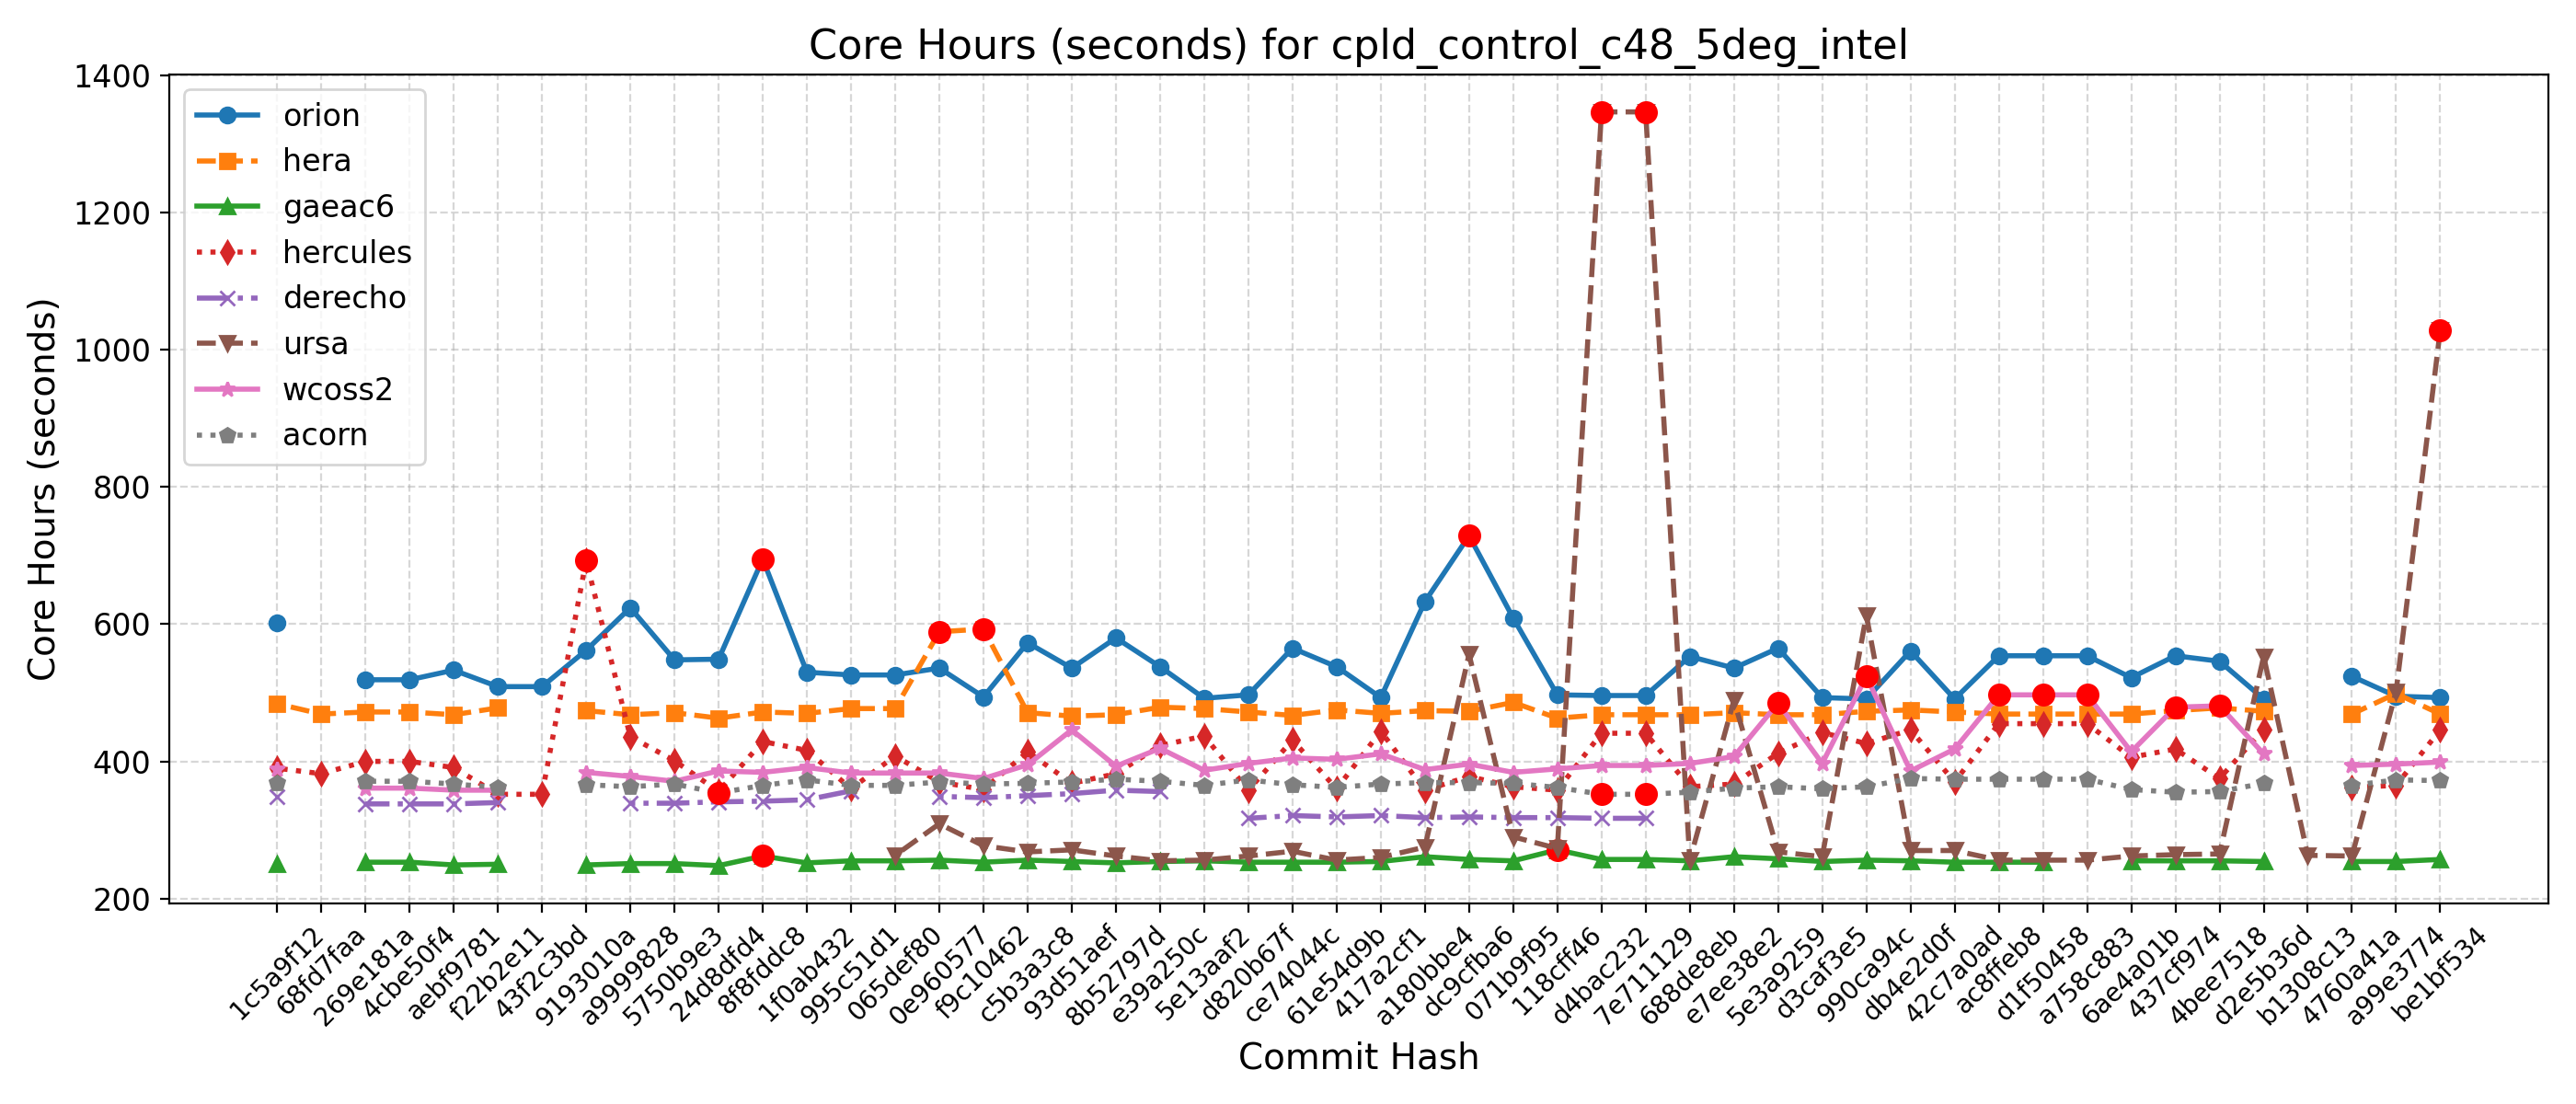 Core Hours (seconds) for cpld_control_c48_5deg_intel
1400
1200
1000
800
600
400
200
Core Hours (seconds)
orion
hera
gaeac6
hercules
derecho
ursa
wcoss2
acorn
1c5a9f12
68fd7faa
269e181a
4cbe50f4
aebf9781
f22b2e11
43f2c3bd
9193010a
a9999828
5750b9e3
24d8dfd4
8f8fddc8
1f0ab432
995c51d1
065def80
0e960577
f9c10462
c5b3a3c8
93d51aef
8b52797d
e39a250c
5e13aaf2
d820b67f
ce74044c
61e54d9b
417a2cf1
a180bbe4
dc9cfba6
071b9f95
118cff46
d4bac232
7e711129
688de8eb
e7ee38e2
5e3a9259
d3caf3e5
990ca94c
db4e2d0f
42c7a0ad
ac8ffeb8
d1f50458
a758c883
6ae4a01b
437cf974
4bee7518
d2e5b36d
b1308c13
4760a41a
a99e3774
be1bf534
Commit Hash